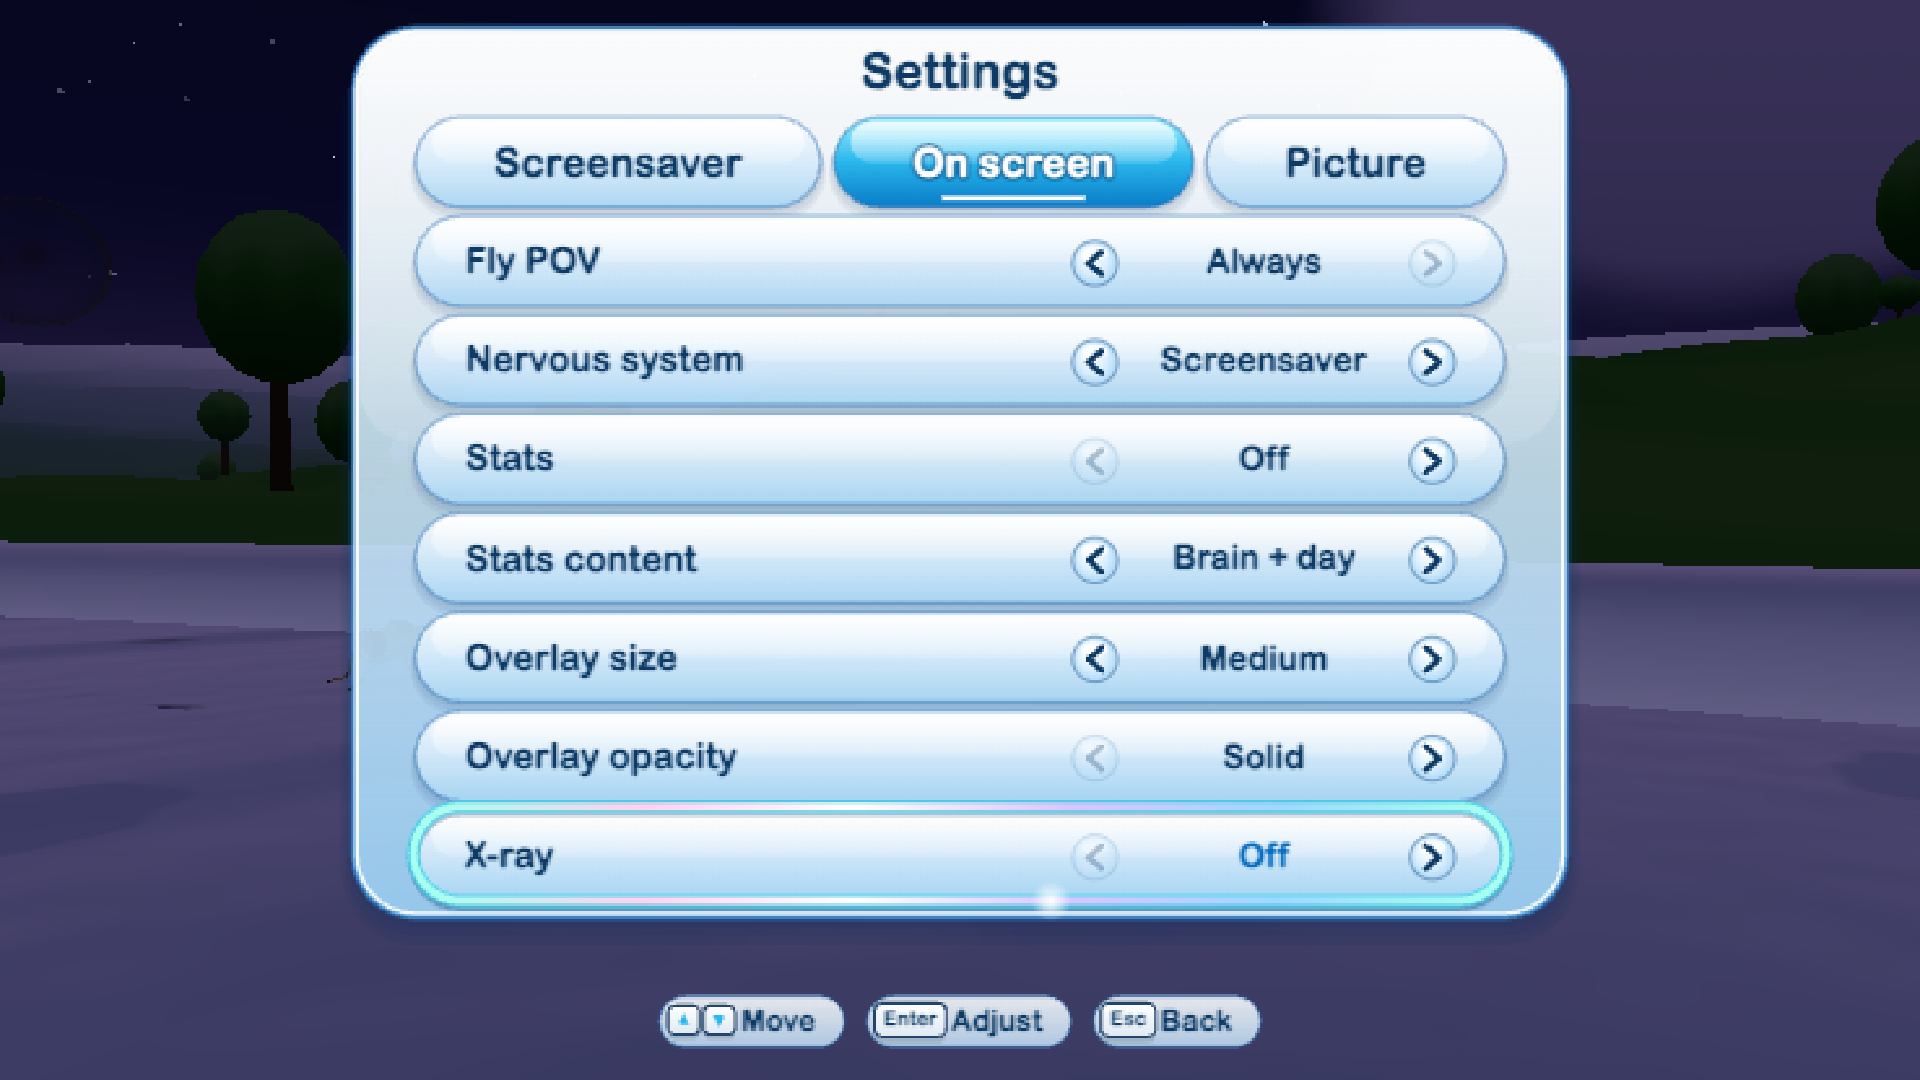 Settings
Screensaver On screen Picture
Fly POV Always
Nervous system Screensaver
Stats Off
Stats content Brain + day
Overlay size Medium
Overlay opacity Solid
X-ray Off
Move Enter Adjust Esc Back